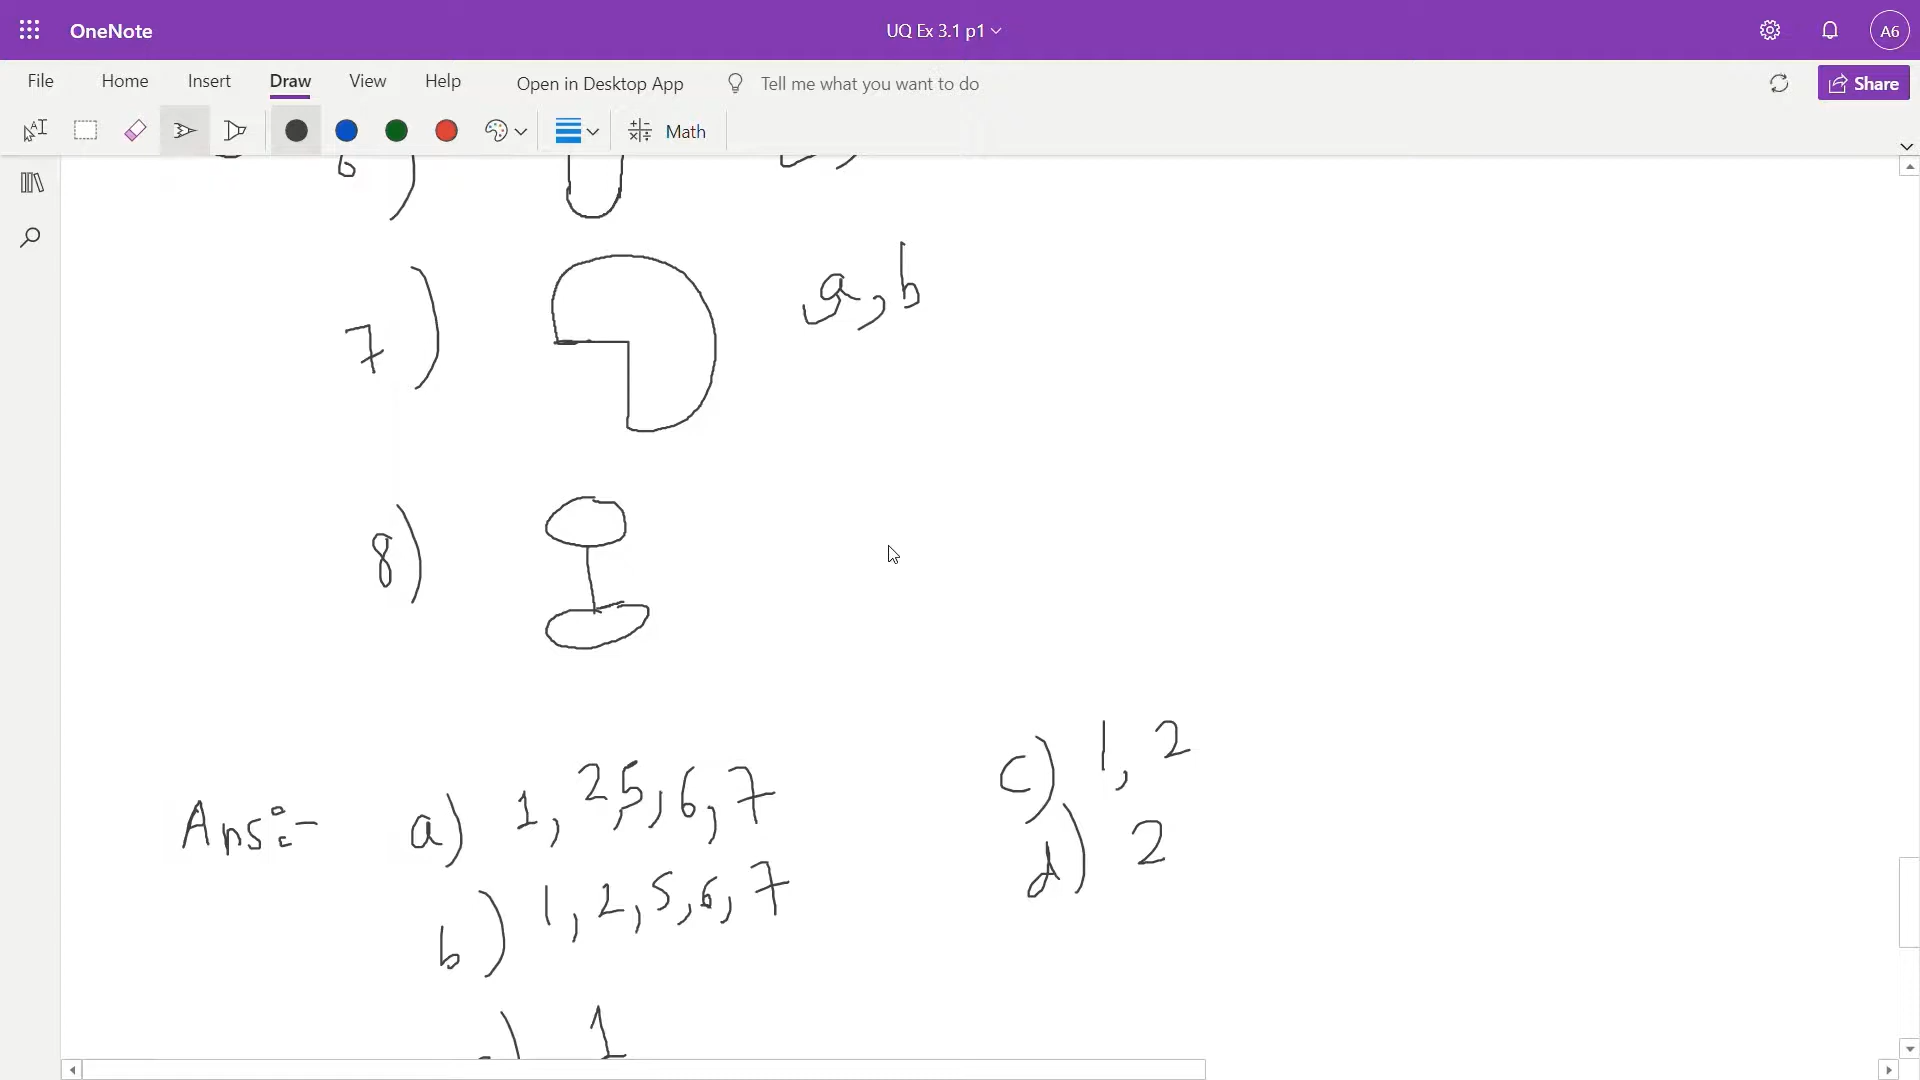 OneNote
UQ Ex 3.1 p1
A6
File Home Insert Draw View Help Open in Desktop App Tell me what you want to do
Share
Math
6)
7) a, b
8)
Ans:- a) 1, 2, 5, 6, 7
b) 1, 2, 5, 6, 7
c) 1, 2
d) 2
1